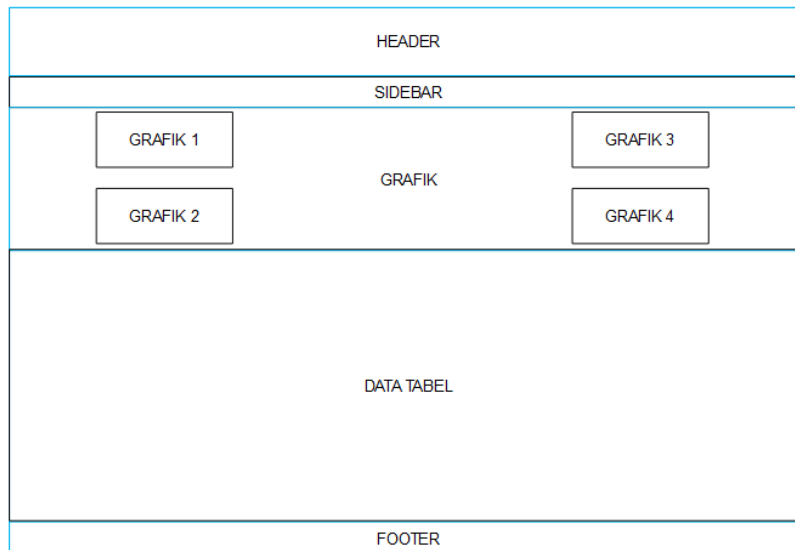 HEADER
SIDEBAR
GRAFIK 1
GRAFIK 3
GRAFIK
GRAFIK 2
GRAFIK 4
DATA TABEL
FOOTER